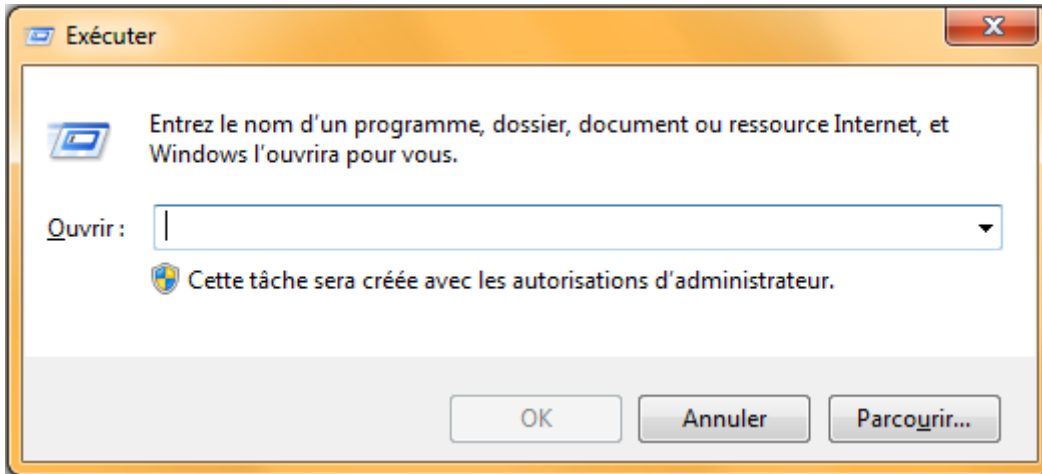 Exécuter
Entrez le nom d'un programme, dossier, document ou ressource Internet, et
Windows l'ouvrira pour vous.
Ouvrir :
Cette tâche sera créée avec les autorisations d'administrateur.
OK
Annuler
Parcourir...